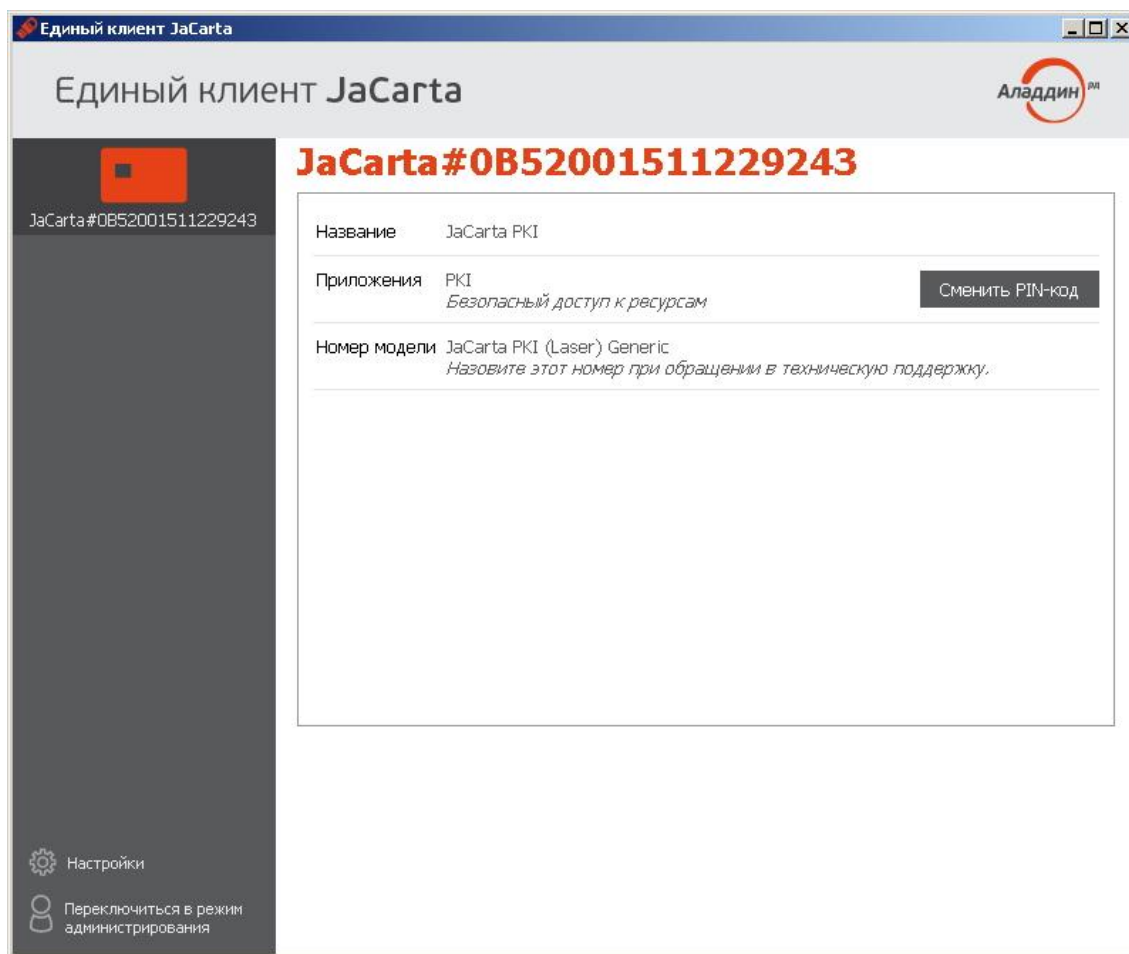 Единый клиент JaCarta
Единый клиент JaCarta
Аладдин РД
JaCarta#0B52001511229243
JaCarta#0B52001511229243
Название JaCarta PKI
Приложения PKI
Безопасный доступ к ресурсам
Сменить PIN-код
Номер модели JaCarta PKI (Laser) Generic
Назовите этот номер при обращении в техническую поддержку.
Настройки
Переключиться в режим
администрирования